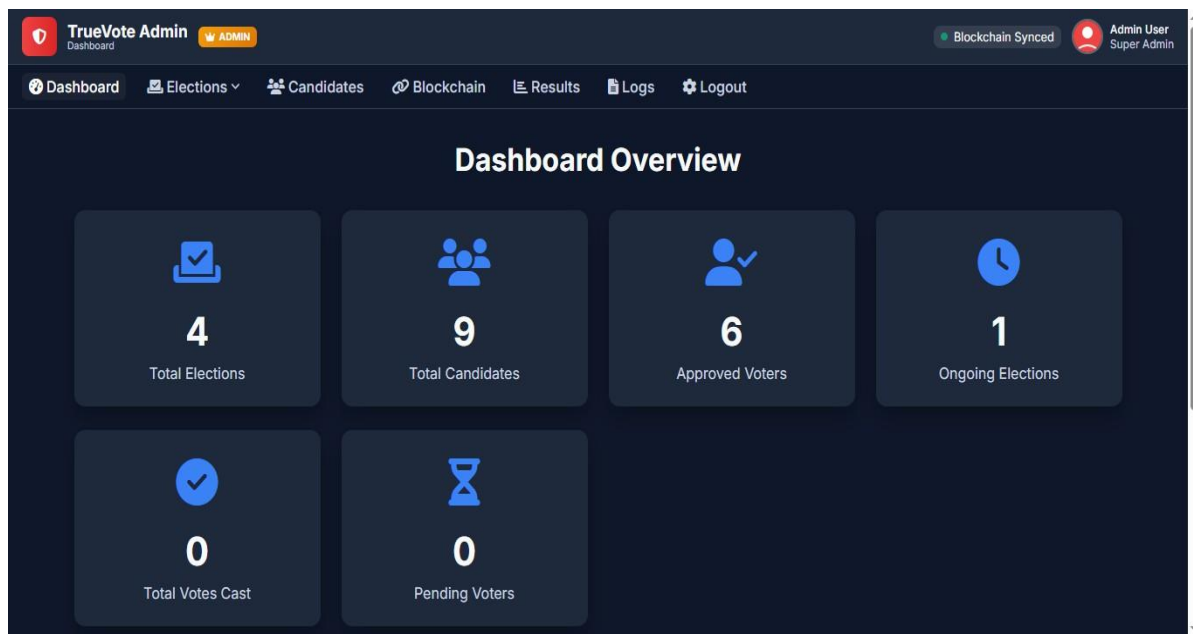 TrueVote Admin ADMIN
Dashboard
Blockchain Synced
Admin User
Super Admin
Dashboard Elections Candidates Blockchain Results Logs Logout
Dashboard Overview
4 9 6 1
Total Elections Total Candidates Approved Voters Ongoing Elections
0 0
Total Votes Cast Pending Voters